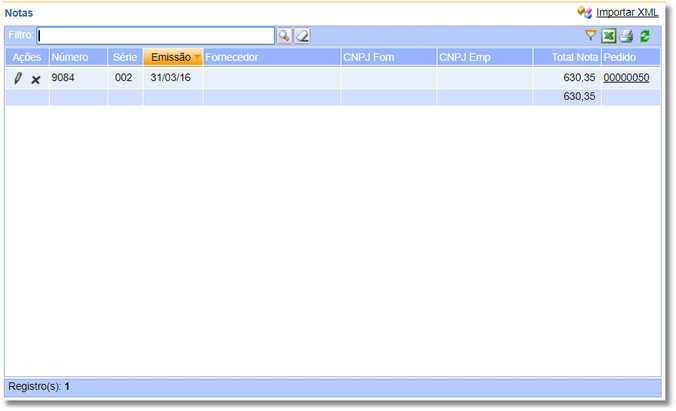 Notas Importar XML
Filtro:
Ações Número Série Emissão Fornecedor CNPJ Forn CNPJ Emp Total Nota Pedido
9084 002 31/03/16 630,35 00000050
630,35
Registro(s): 1